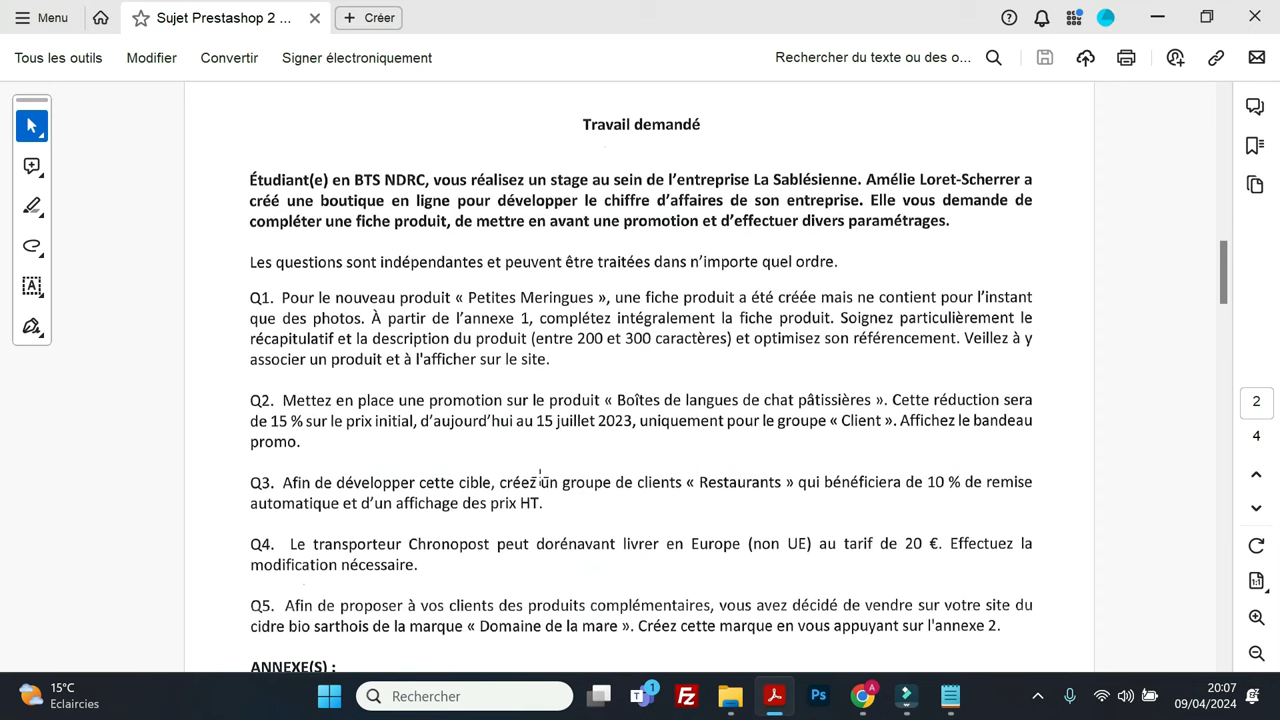 Menu
Sujet Prestashop 2 ...
Créer
Tous les outils
Modifier
Convertir
Signer électroniquement
Rechercher du texte ou des o...
Travail demandé
Étudiant(e) en BTS NDRC, vous réalisez un stage au sein de l'entreprise La Sablésienne. Amélie Loret-Scherrer a
créé une boutique en ligne pour développer le chiffre d'affaires de son entreprise. Elle vous demande de
compléter une fiche produit, de mettre en avant une promotion et d'effectuer divers paramétrages.
Les questions sont indépendantes et peuvent être traitées dans n'importe quel ordre.
Q1. Pour le nouveau produit « Petites Meringues », une fiche produit a été créée mais ne contient pour l'instant
que des photos. À partir de l'annexe 1, complétez intégralement la fiche produit. Soignez particulièrement le
récapitulatif et la description du produit (entre 200 et 300 caractères) et optimisez son référencement. Veillez à y
associer un produit et à l'afficher sur le site.
Q2. Mettez en place une promotion sur le produit « Boîtes de langues de chat pâtissières ». Cette réduction sera
de 15 % sur le prix initial, d'aujourd'hui au 15 juillet 2023, uniquement pour le groupe « Client ». Affichez le bandeau
promo.
Q3. Afin de développer cette cible, créez un groupe de clients « Restaurants » qui bénéficiera de 10 % de remise
automatique et d'un affichage des prix HT.
Q4. Le transporteur Chronopost peut dorénavant livrer en Europe (non UE) au tarif de 20 €. Effectuez la
modification nécessaire.
Q5. Afin de proposer à vos clients des produits complémentaires, vous avez décidé de vendre sur votre site du
cidre bio sarthois de la marque « Domaine de la mare ». Créez cette marque en vous appuyant sur l'annexe 2.
ANNEXE(S) :
2
4
15°C
Eclaircies
Rechercher
1
20:07
09/04/2024